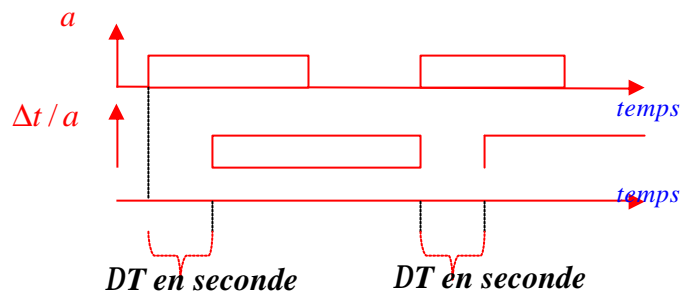 a
temps
Δt / a
temps
DT en seconde
DT en seconde